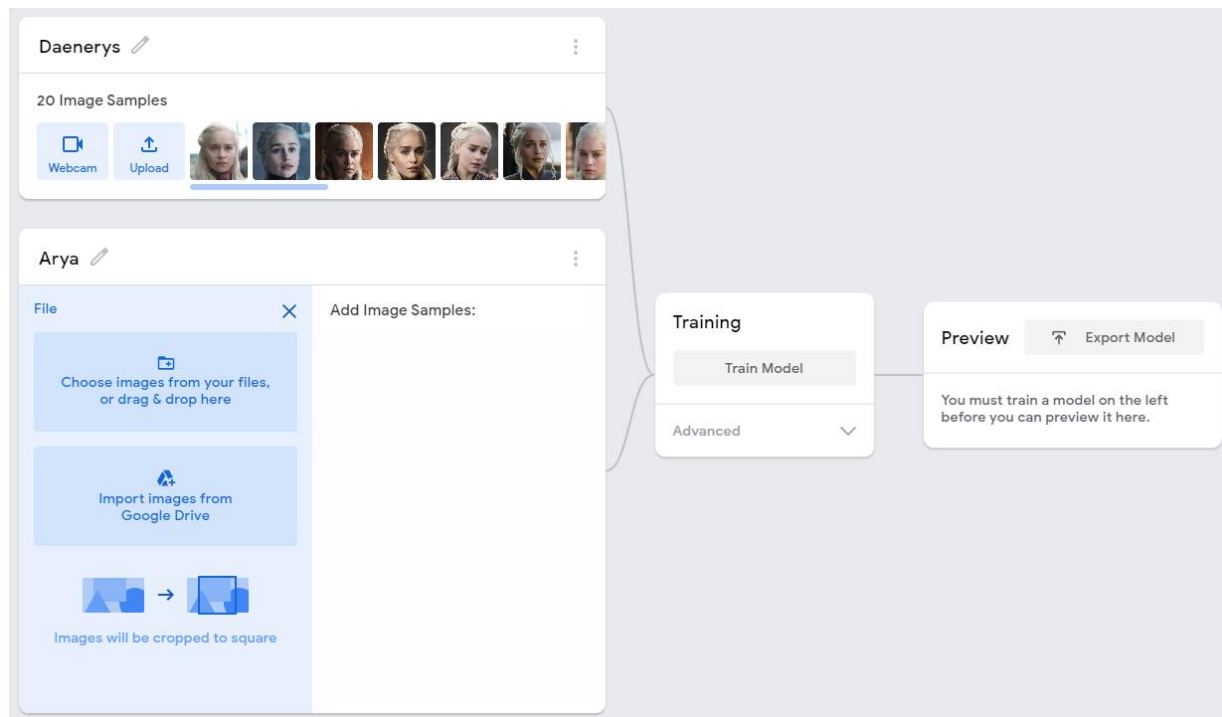 Daenerys
20 Image Samples
Webcam
Upload
Arya
File
Add Image Samples:
Choose images from your files,
or drag & drop here
Import images from
Google Drive
Images will be cropped to square
Training
Train Model
Advanced
Preview
Export Model
You must train a model on the left
before you can preview it here.